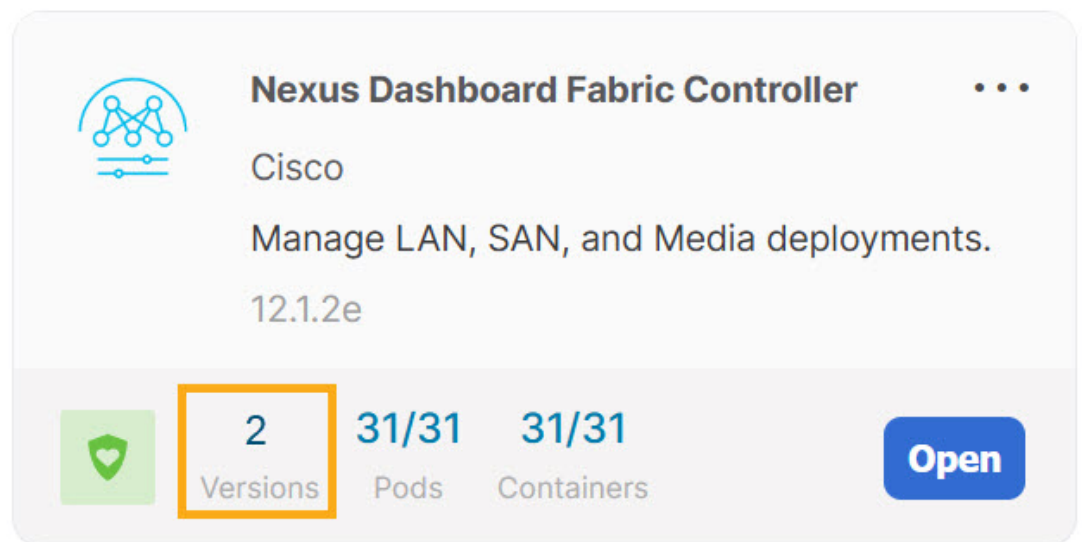 Nexus Dashboard Fabric Controller
Cisco
Manage LAN, SAN, and Media deployments.
12.1.2e
2 31/31 31/31
Versions Pods Containers
Open